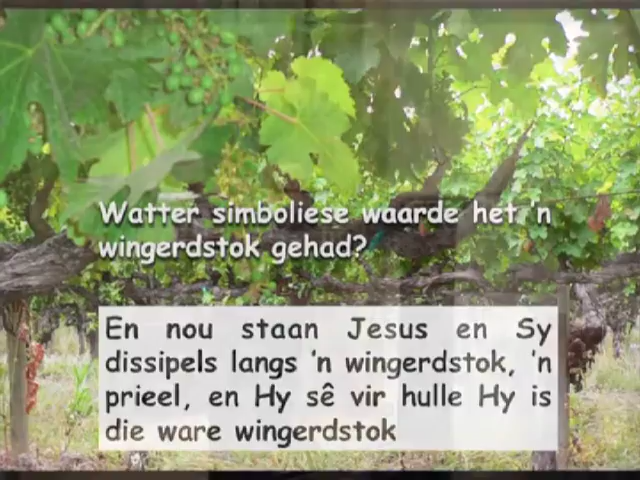 Watter simboliese waarde het 'n
wingerdstok gehad?
En nou staan Jesus en Sy
dissipels langs 'n wingerdstok, 'n
prieel, en Hy sê vir hulle Hy is
die ware wingerdstok